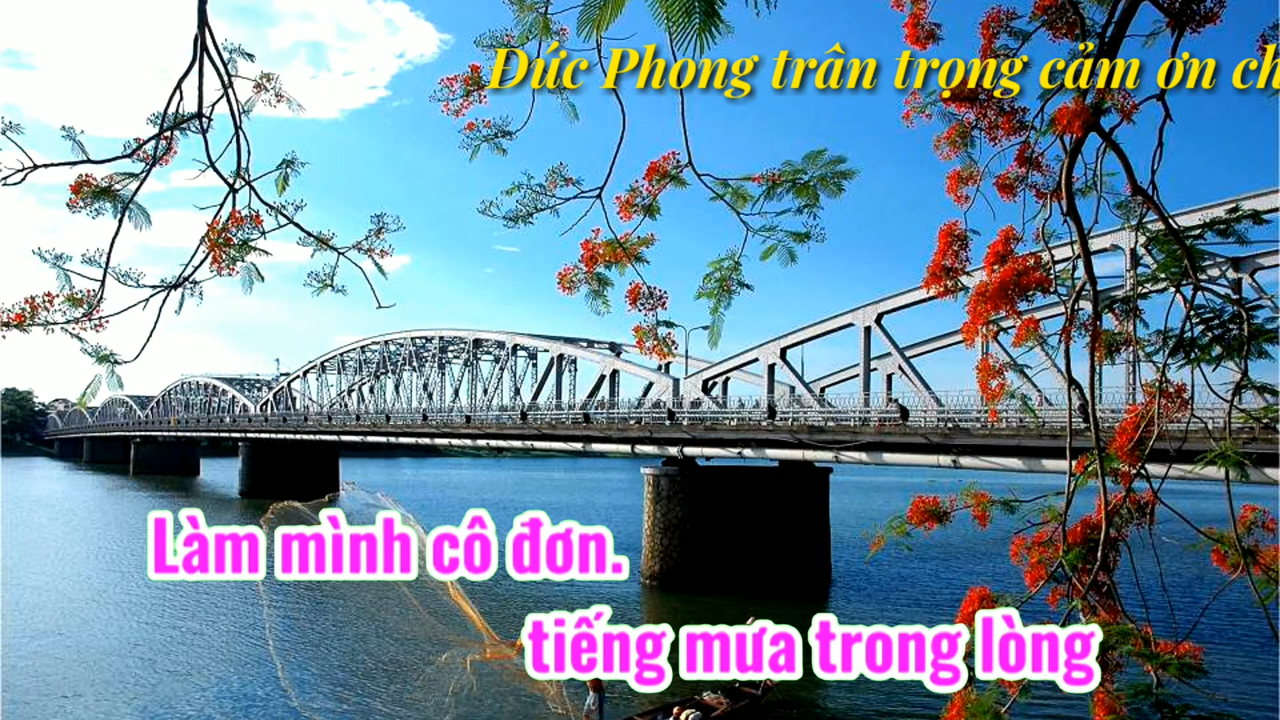 Đức Phong trân trọng cảm ơn ch
Làm mình cô đơn.
tiếng mưa trong lòng